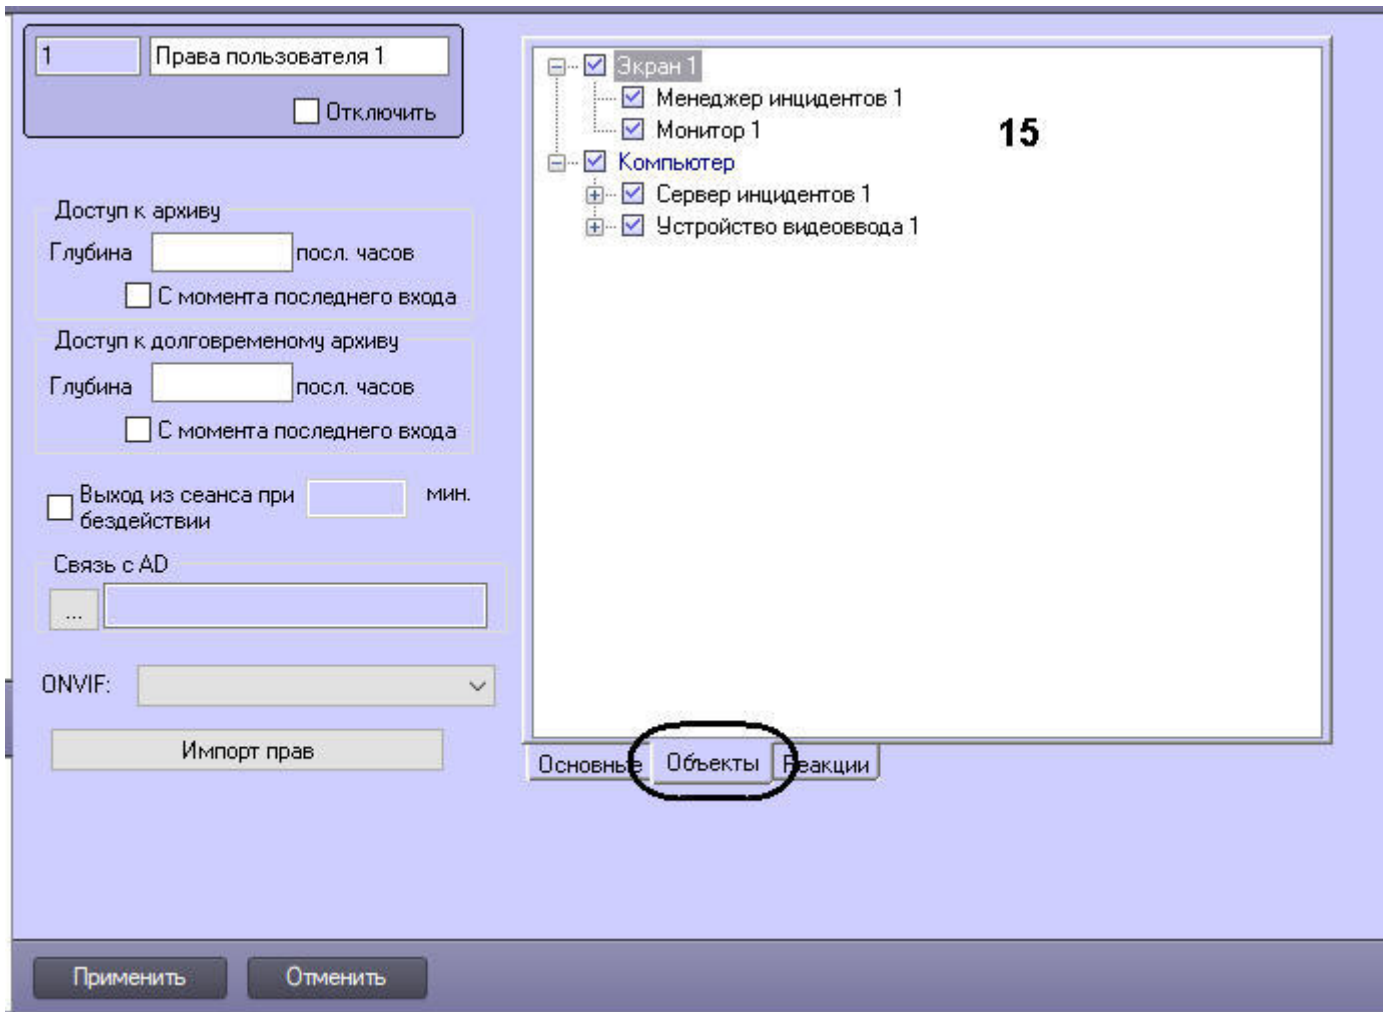 1
Права пользователя 1
Отключить
Доступ к архиву
Глубина посл. часов
С момента последнего входа
Доступ к долговременому архиву
Глубина посл. часов
С момента последнего входа
Выход из сеанса при мин.
бездействии
Связь с AD
...
ONVIF:
Импорт прав
Экран 1
Менеджер инцидентов 1
Монитор 1
15
Компьютер
Сервер инцидентов 1
Устройство видеоввода 1
Основные Объекты Реакции
Применить Отменить